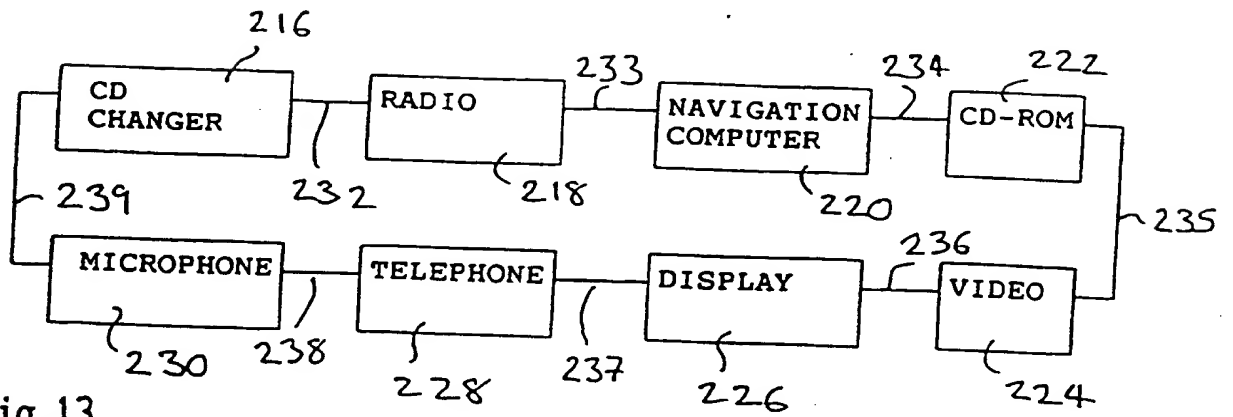 216
CD
CHANGER
232
RADIO
218
233
NAVIGATION
COMPUTER
220
234
222
CD-ROM
235
239
MICROPHONE
230
238
TELEPHONE
228
237
DISPLAY
226
236
VIDEO
224
ig. 13